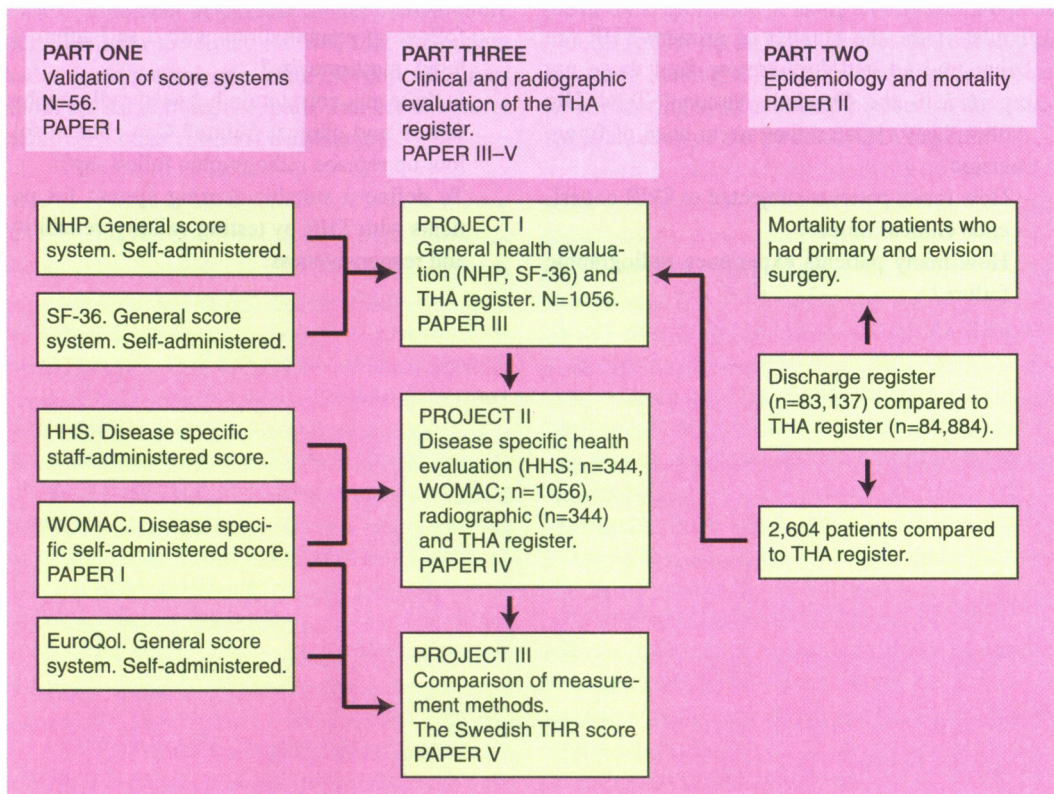 PART ONE
Validation of score systems
N=56.
PAPER I
PART THREE
Clinical and radiographic
evaluation of the THA
register.
PAPER III–V
PART TWO
Epidemiology and mortality
PAPER II
NHP. General score
system. Self-administered.
SF-36. General score
system. Self-administered.
HHS. Disease specific
staff-administered score.
WOMAC. Disease speci-
fic self-administered score.
PAPER I
EuroQol. General score
system. Self-administered.
PROJECT I
General health evalua-
tion (NHP, SF-36) and
THA register. N=1056.
PAPER III
PROJECT II
Disease specific health
evaluation (HHS; n=344,
WOMAC; n=1056),
radiographic (n=344)
and THA register.
PAPER IV
PROJECT III
Comparison of measure-
ment methods.
The Swedish THR score
PAPER V
Mortality for patients who
had primary and revision
surgery.
Discharge register
(n=83,137) compared to
THA register (n=84,884).
2,604 patients compared
to THA register.